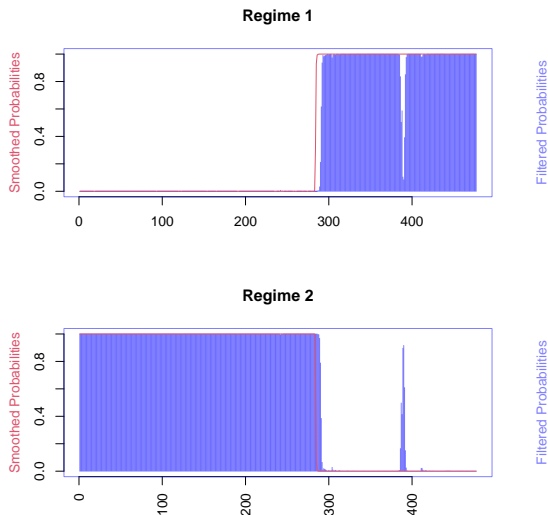 Regime 1
Smoothed Probabilities
0.0 0.4 0.8
Filtered Probabilities
0 100 200 300 400
Regime 2
Smoothed Probabilities
0.0 0.4 0.8
Filtered Probabilities
0 100 200 300 400